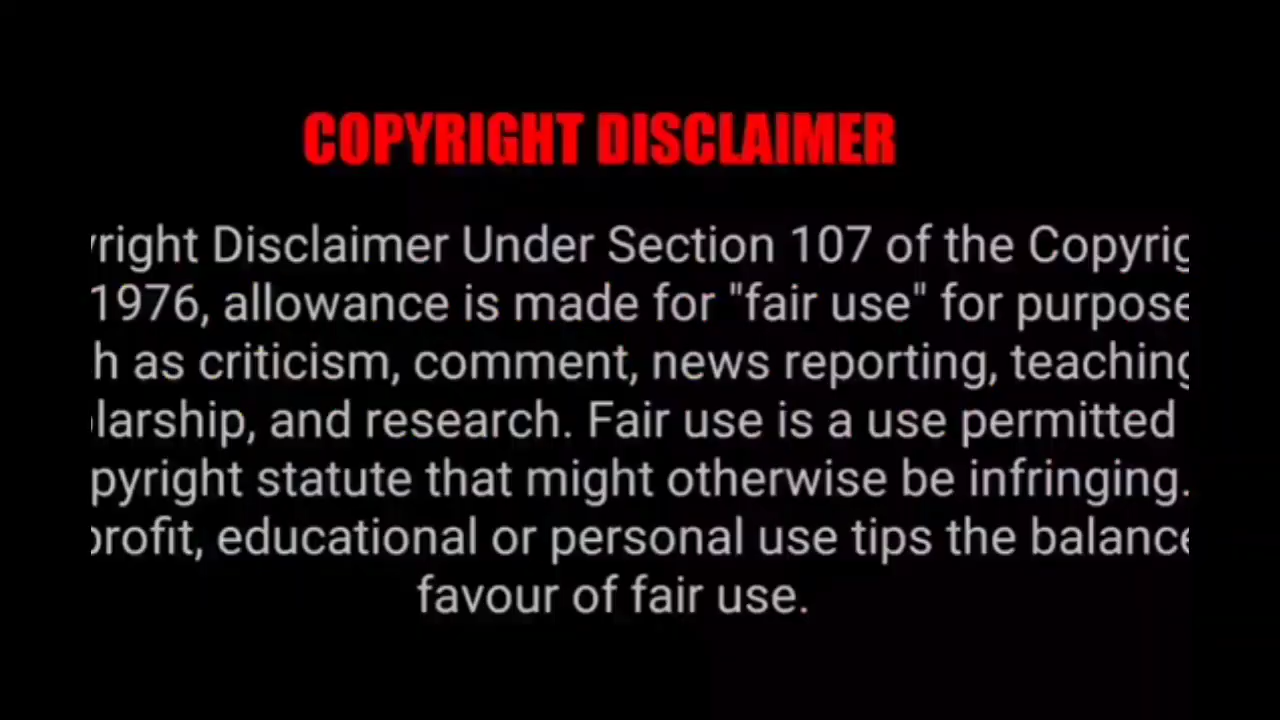 COPYRIGHT DISCLAIMER
right Disclaimer Under Section 107 of the Copyrig
1976, allowance is made for "fair use" for purpose
h as criticism, comment, news reporting, teaching
larship, and research. Fair use is a use permitted
pyright statute that might otherwise be infringing.
profit, educational or personal use tips the balance
favour of fair use.